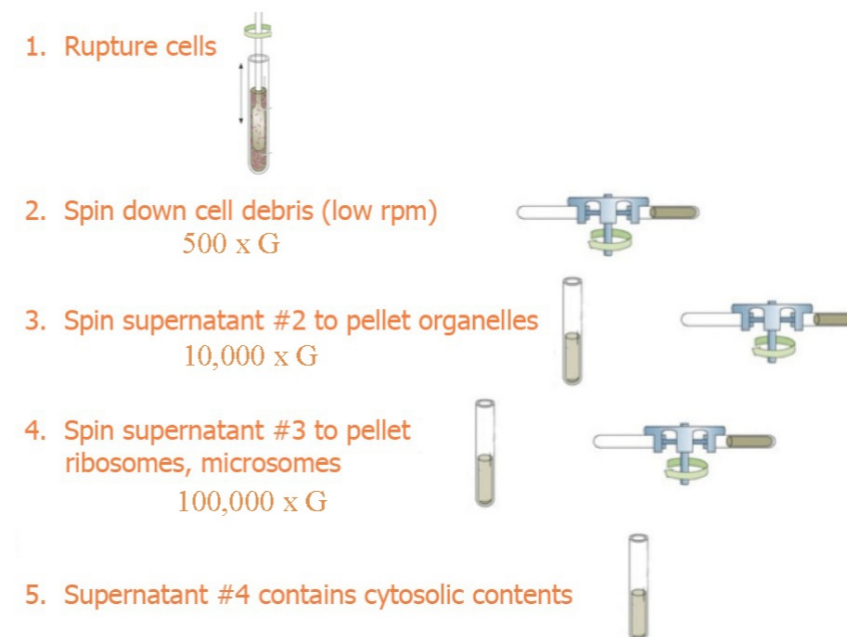 1. Rupture cells
2. Spin down cell debris (low rpm)
500 x G
3. Spin supernatant #2 to pellet organelles
10,000 x G
4. Spin supernatant #3 to pellet
ribosomes, microsomes
100,000 x G
5. Supernatant #4 contains cytosolic contents